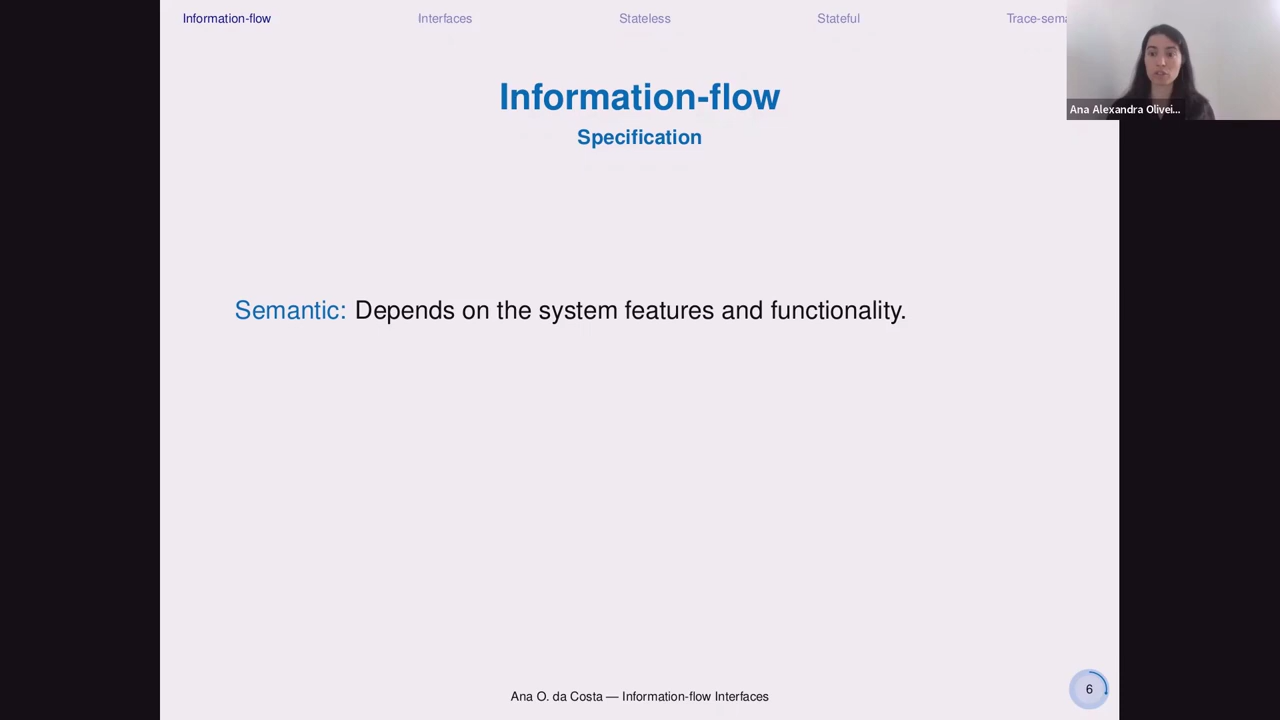 Information-flow
Interfaces
Stateless
Stateful
Trace-sema
Ana Alexandra Olivei...
Information-flow
Specification
Semantic: Depends on the system features and functionality.
Ana O. da Costa — Information-flow Interfaces
6